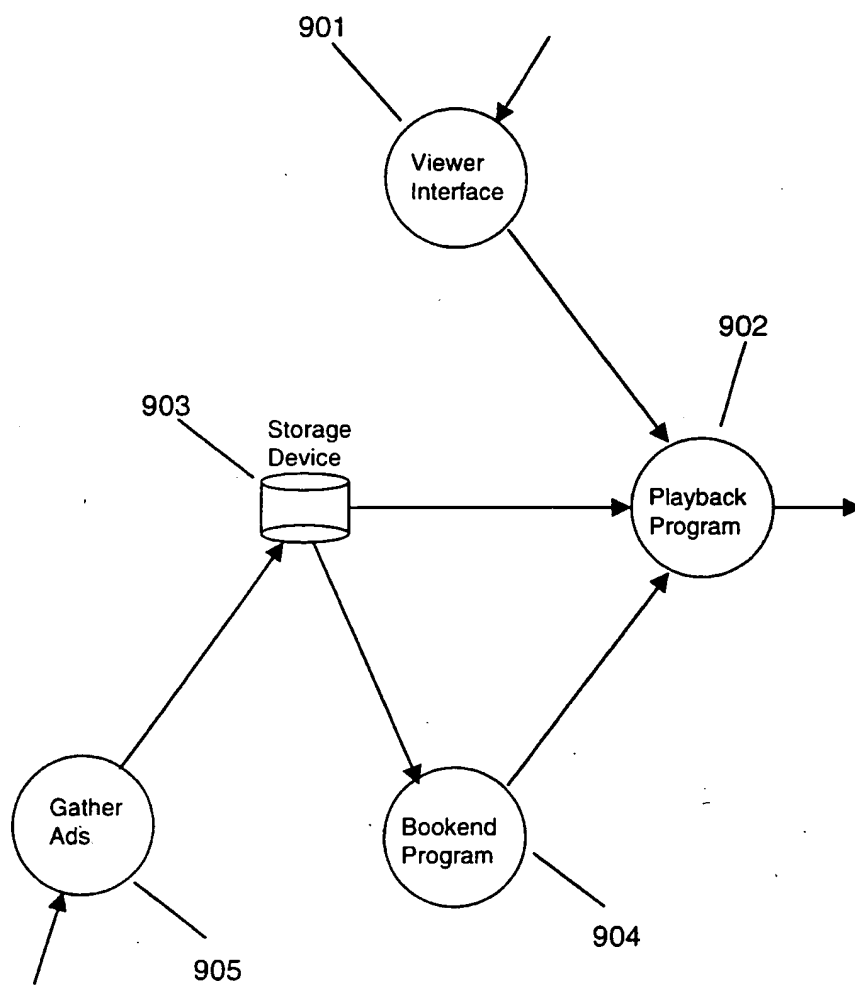 901
Viewer
Interface
902
903
Storage
Device
Playback
Program
Gather
Ads
Bookend
Program
904
905